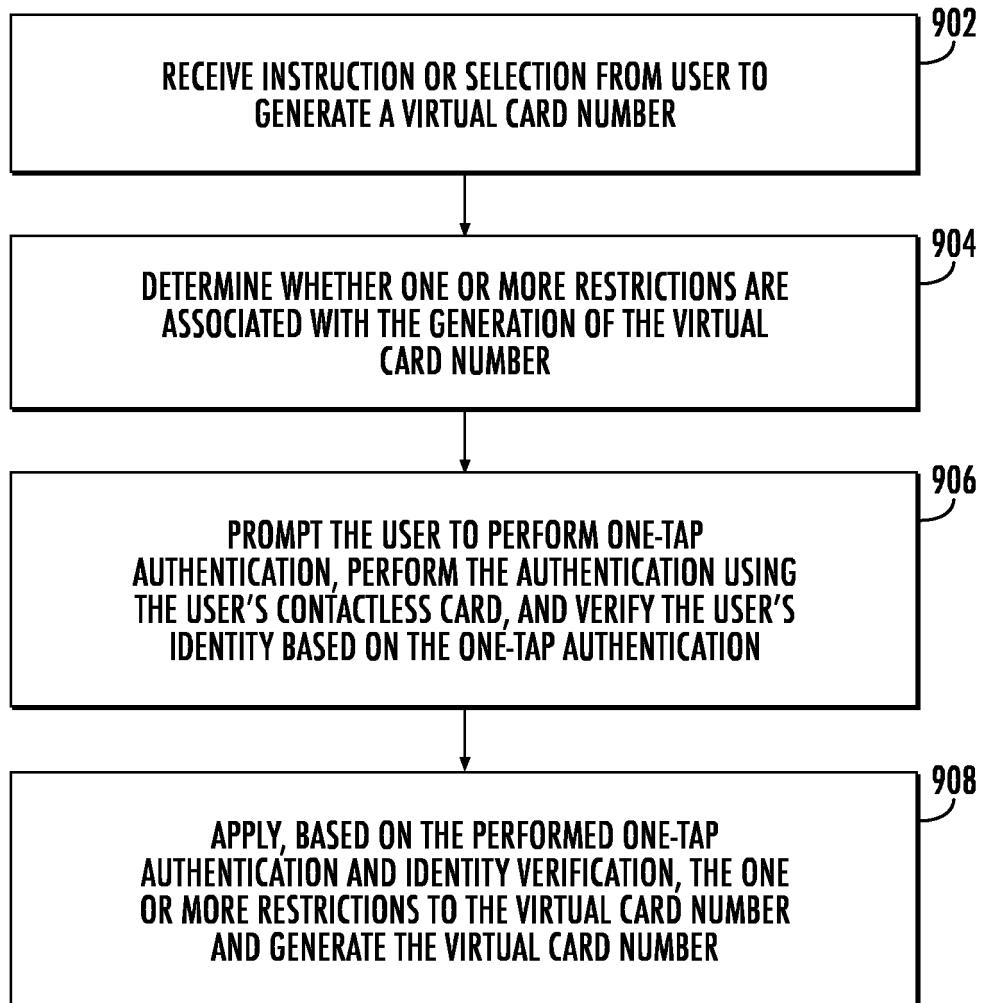 902
RECEIVE INSTRUCTION OR SELECTION FROM USER TO
GENERATE A VIRTUAL CARD NUMBER
904
DETERMINE WHETHER ONE OR MORE RESTRICTIONS ARE
ASSOCIATED WITH THE GENERATION OF THE VIRTUAL
CARD NUMBER
906
PROMPT THE USER TO PERFORM ONE-TAP
AUTHENTICATION, PERFORM THE AUTHENTICATION USING
THE USER'S CONTACTLESS CARD, AND VERIFY THE USER'S
IDENTITY BASED ON THE ONE-TAP AUTHENTICATION
908
APPLY, BASED ON THE PERFORMED ONE-TAP
AUTHENTICATION AND IDENTITY VERIFICATION, THE ONE
OR MORE RESTRICTIONS TO THE VIRTUAL CARD NUMBER
AND GENERATE THE VIRTUAL CARD NUMBER